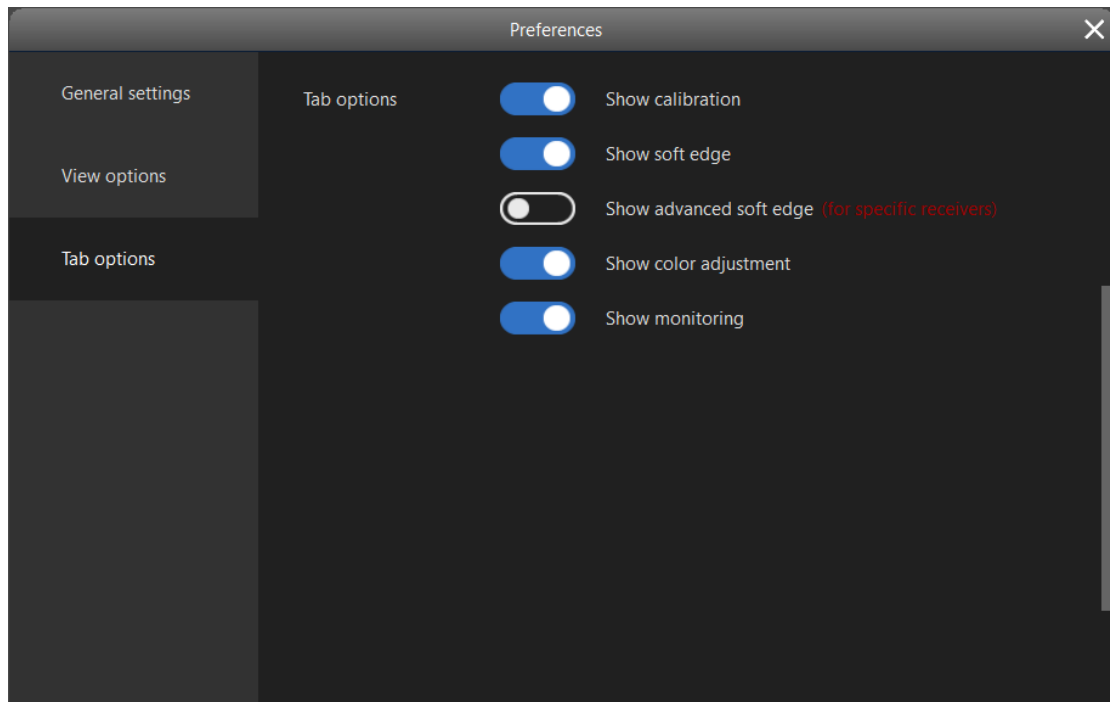 Preferences
General settings
View options
Tab options
Tab options
Show calibration
Show soft edge
Show advanced soft edge (for specific receivers)
Show color adjustment
Show monitoring